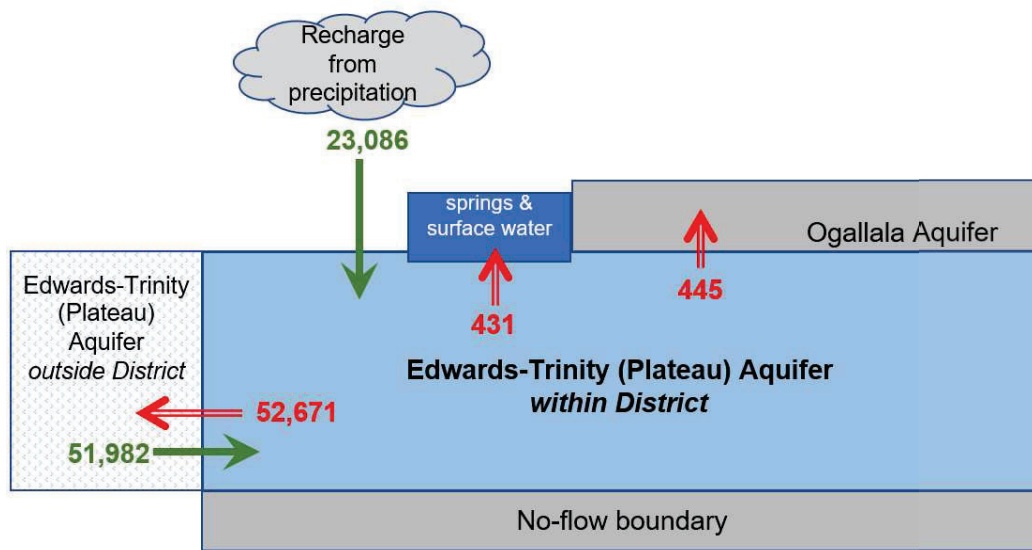 Recharge
from
precipitation
23,086
springs &
surface water
Ogallala Aquifer
Edwards-Trinity
(Plateau)
Aquifer
outside District
431
445
Edwards-Trinity (Plateau) Aquifer
within District
52,671
51,982
No-flow boundary